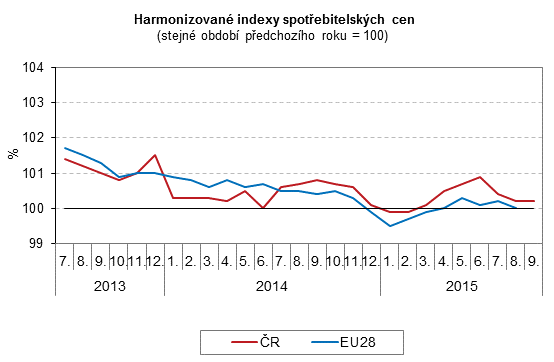 Harmonizované indexy spotřebitelských cen
(stejné období předchozího roku = 100)
104
103
102
101
100
99
%
7. 8. 9. 10. 11. 12. 1. 2. 3. 4. 5. 6. 7. 8. 9. 10. 11. 12. 1. 2. 3. 4. 5. 6. 7. 8. 9.
2013 2014 2015
ČR EU28